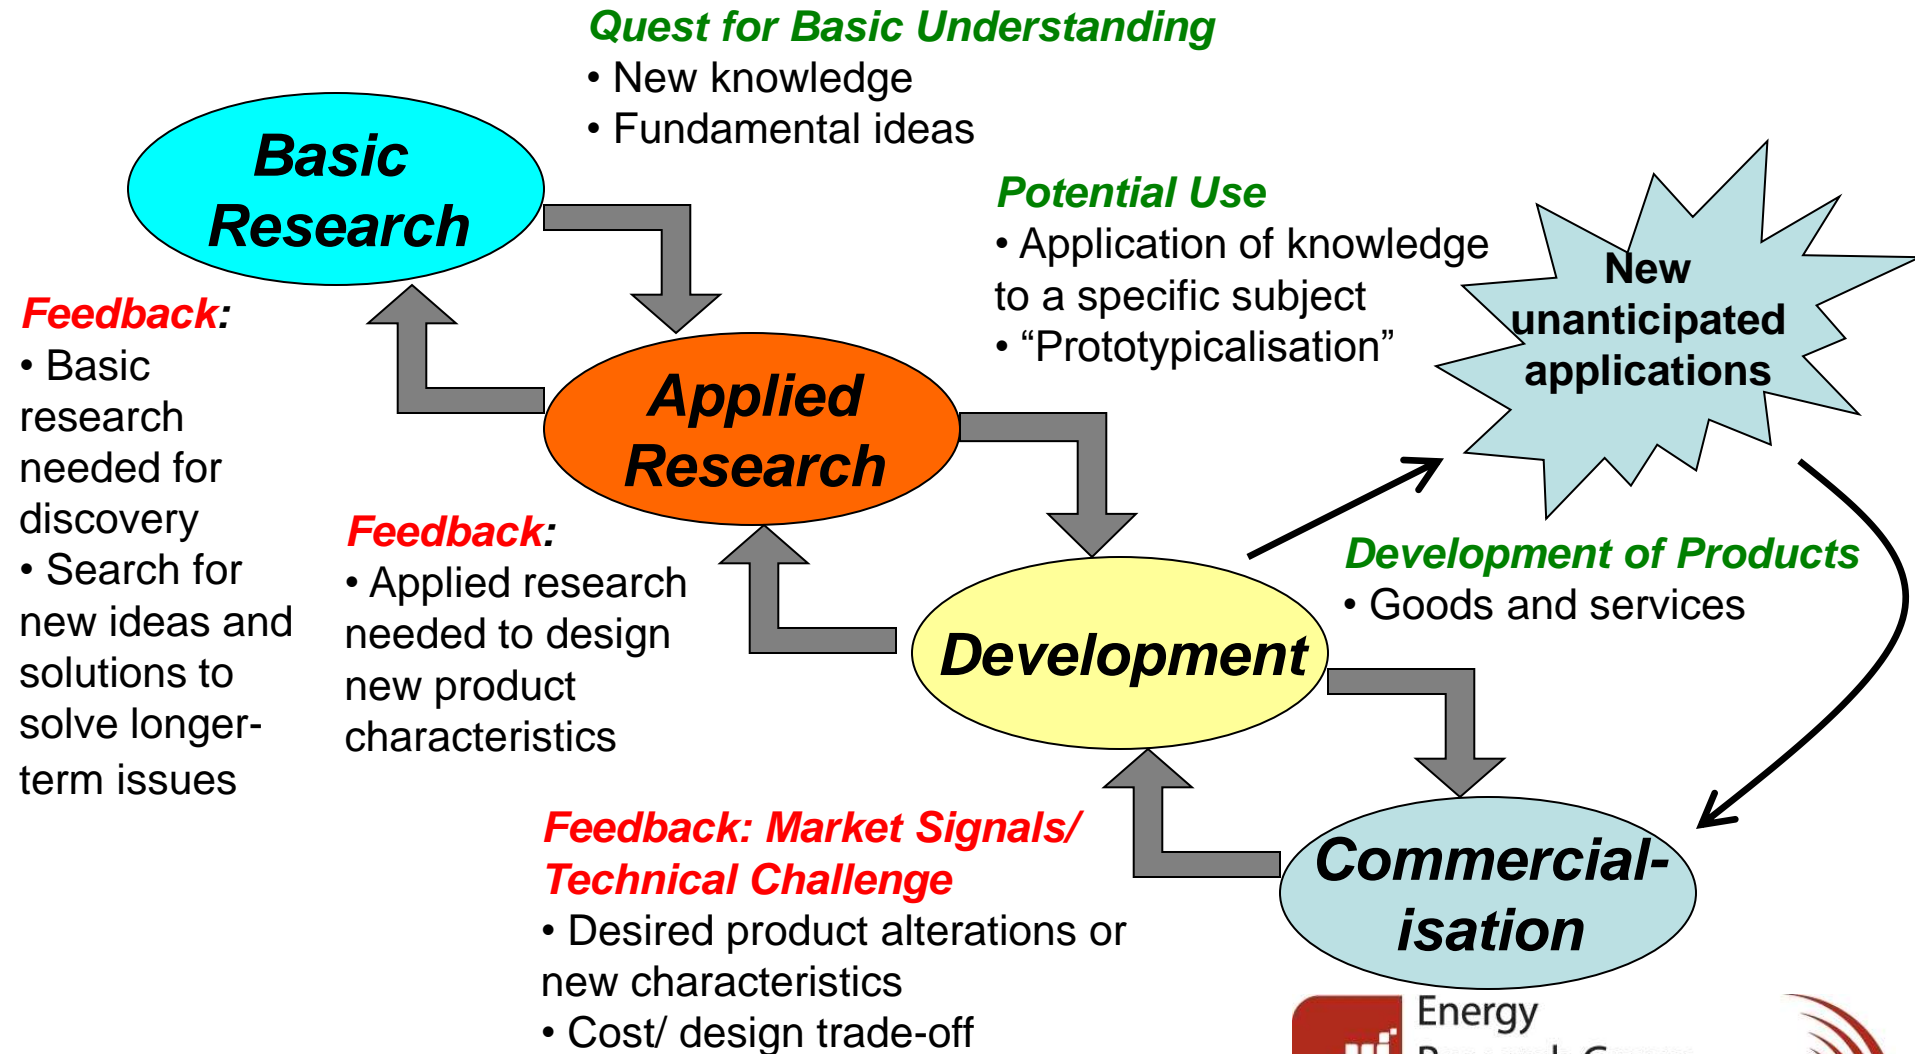 Quest for Basic Understanding
• New knowledge
• Fundamental ideas
Basic
Research
Potential Use
• Application of knowledge
to a specific subject
• “Prototypicalisation”
New
unanticipated
applications
Feedback:
• Basic
research
needed for
discovery
• Search for
new ideas and
solutions to
solve longer-
term issues
Applied
Research
Feedback:
• Applied research
needed to design
new product
characteristics
Development of Products
• Goods and services
Development
Feedback: Market Signals/
Technical Challenge
• Desired product alterations or
new characteristics
• Cost/ design trade-off
Commercial-
isation
Energy
Research